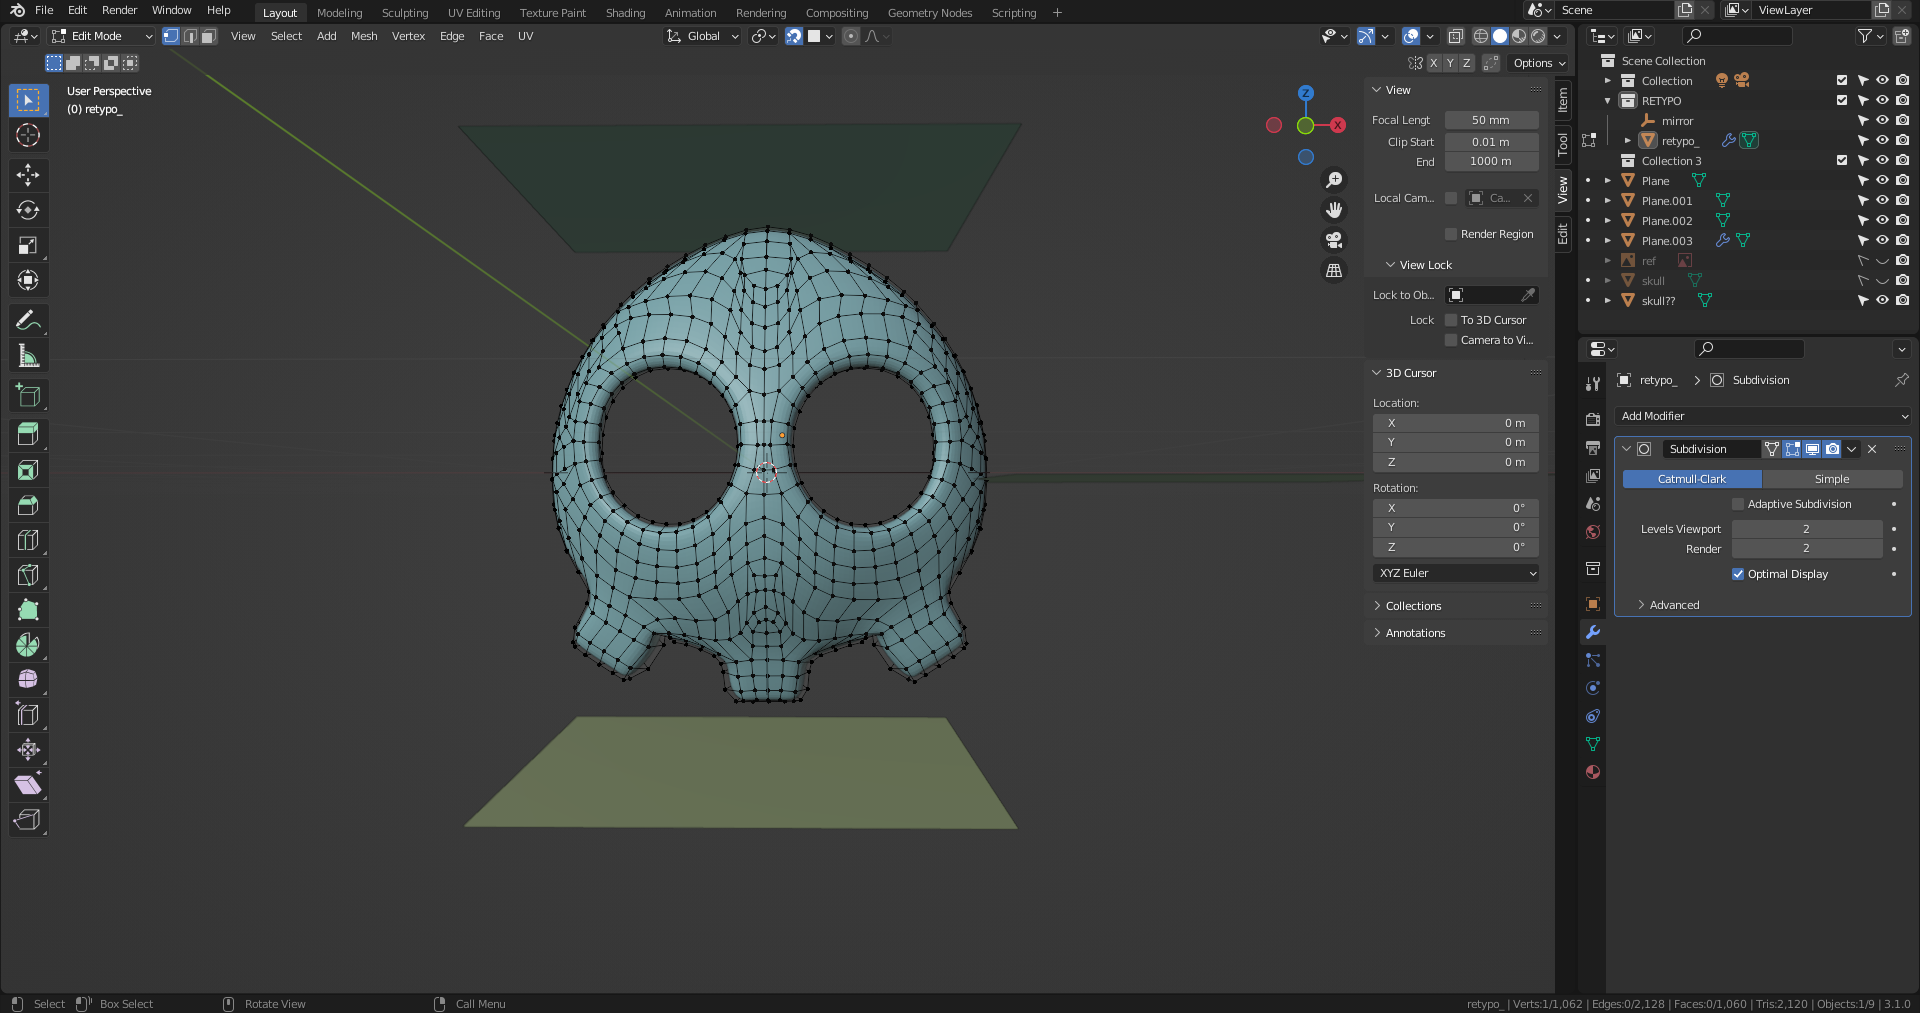 File Edit Render Window Help Layout Modeling Sculpting UV Editing Texture Paint Shading Animation Rendering Compositing Geometry Nodes Scripting + Scene ViewLayer
Edit Mode View Select Add Mesh Vertex Edge Face UV Global
X Y Z Options
User Perspective
(0) retypo_
Z
X
View
Focal Lengt 50 mm
Clip Start 0.01 m
End 1000 m
Local Cam... Ca...
Render Region
View Lock
Lock to Ob...
Lock To 3D Cursor
Camera to Vi...
3D Cursor
Location:
X 0 m
Y 0 m
Z 0 m
Rotation:
X 0°
Y 0°
Z 0°
XYZ Euler
Collections
Annotations
Item
Tool
View
Edit
Scene Collection
Collection
RETYPO
mirror
retypo_
Collection 3
Plane
Plane.001
Plane.002
Plane.003
ref
skull
skull??
retypo_ Subdivision
Add Modifier
Subdivision
Catmull-Clark Simple
Adaptive Subdivision
Levels Viewport 2
Render 2
Optimal Display
Advanced
Select Box Select Rotate View Call Menu retypo_ | Verts:1/1,062 | Edges:0/2,128 | Faces:0/1,060 | Tris:2,120 | Objects:1/9 | 3.1.0